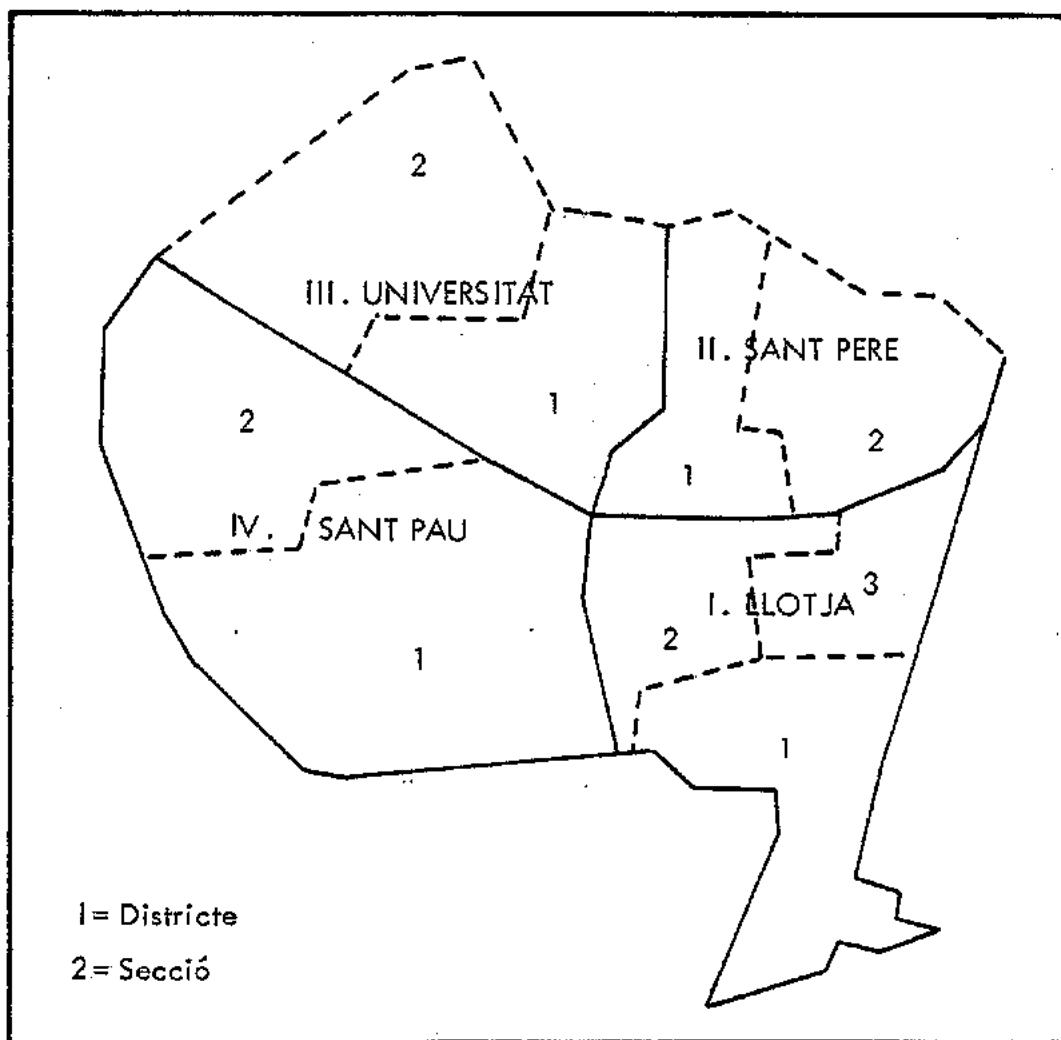 2
III. UNIVERSITAT
II. SANT PERE
1
2
2
1
IV. SANT PAU
3
I. LLOTJA
2
1
1
1= Districte
2= Secció